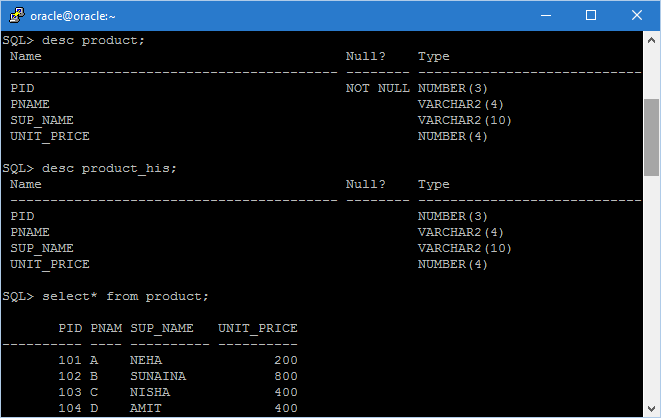 oracle@oracle:~
SQL> desc product;
Name Null? Type
----------------------------------------- -------- ----------------------------
PID NOT NULL NUMBER(3)
PNAME VARCHAR2(4)
SUP_NAME VARCHAR2(10)
UNIT_PRICE NUMBER(4)
SQL> desc product_his;
Name Null? Type
----------------------------------------- -------- ----------------------------
PID NUMBER(3)
PNAME VARCHAR2(4)
SUP_NAME VARCHAR2(10)
UNIT_PRICE NUMBER(4)
SQL> select* from product;
PID PNAM SUP_NAME UNIT_PRICE
---------- ---- ---------- ----------
101 A NEHA 200
102 B SUNAINA 800
103 C NISHA 400
104 D AMIT 400